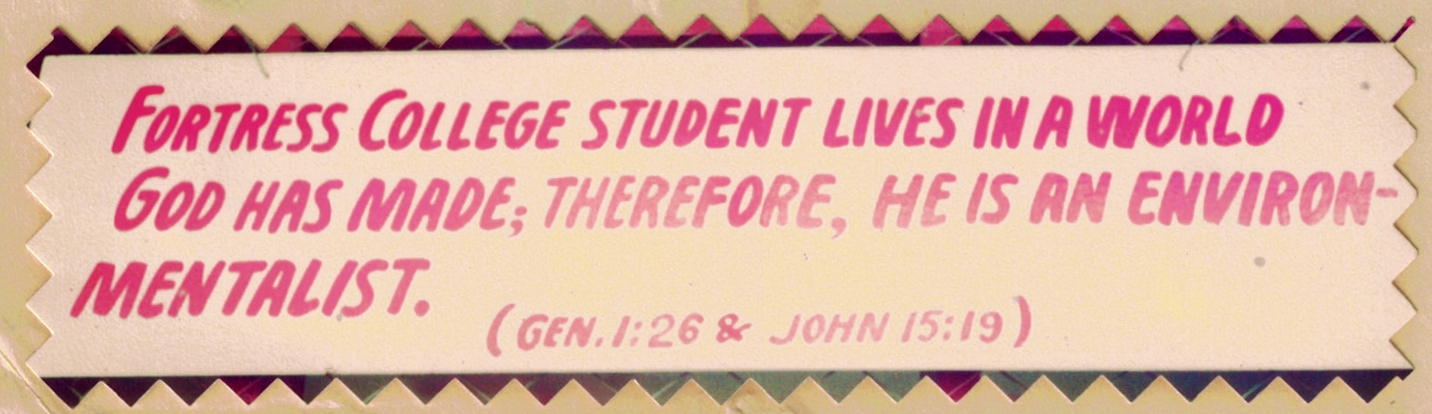 FORTRESS COLLEGE STUDENT LIVES IN A WORLD
GOD HAS MADE; THEREFORE, HE IS AN ENVIRON-
MENTALIST.
(GEN. 1:26 & JOHN 15:19)